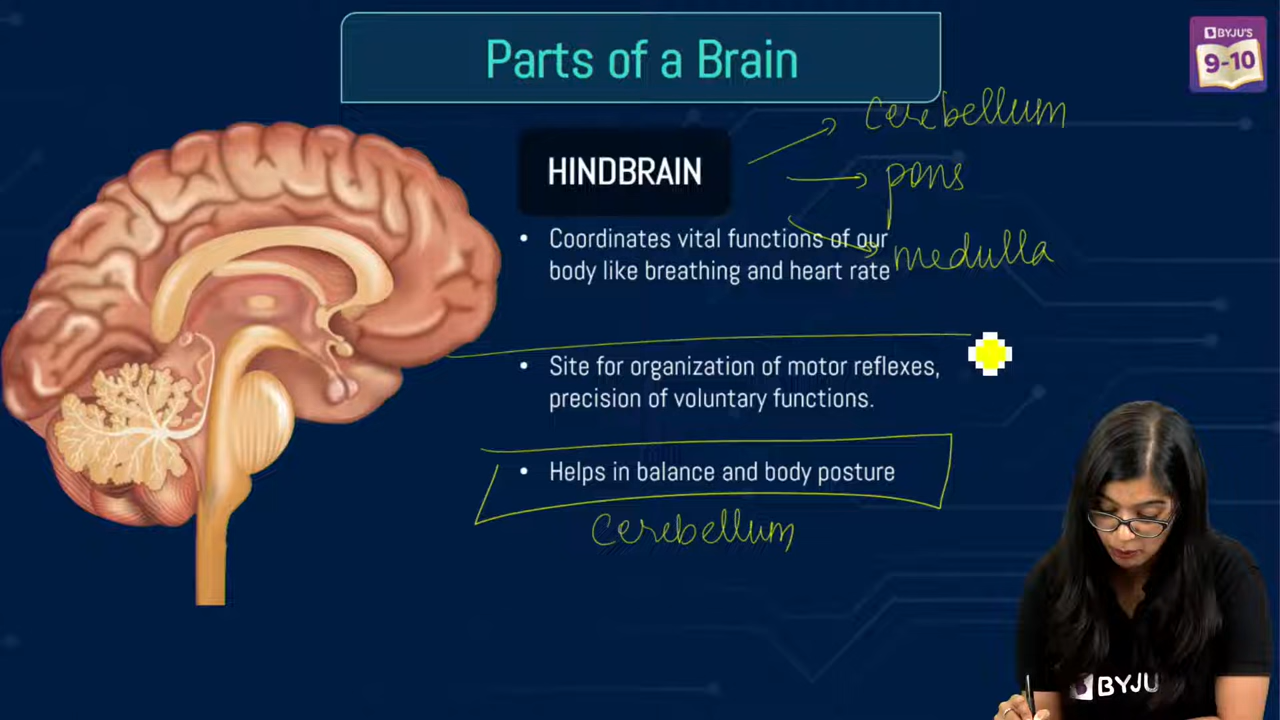 Parts of a Brain
BYJU'S
9-10
HINDBRAIN
cerebellum
pons
medulla
• Coordinates vital functions of our
body like breathing and heart rate
• Site for organization of motor reflexes,
precision of voluntary functions.
• Helps in balance and body posture
cerebellum
BYJU